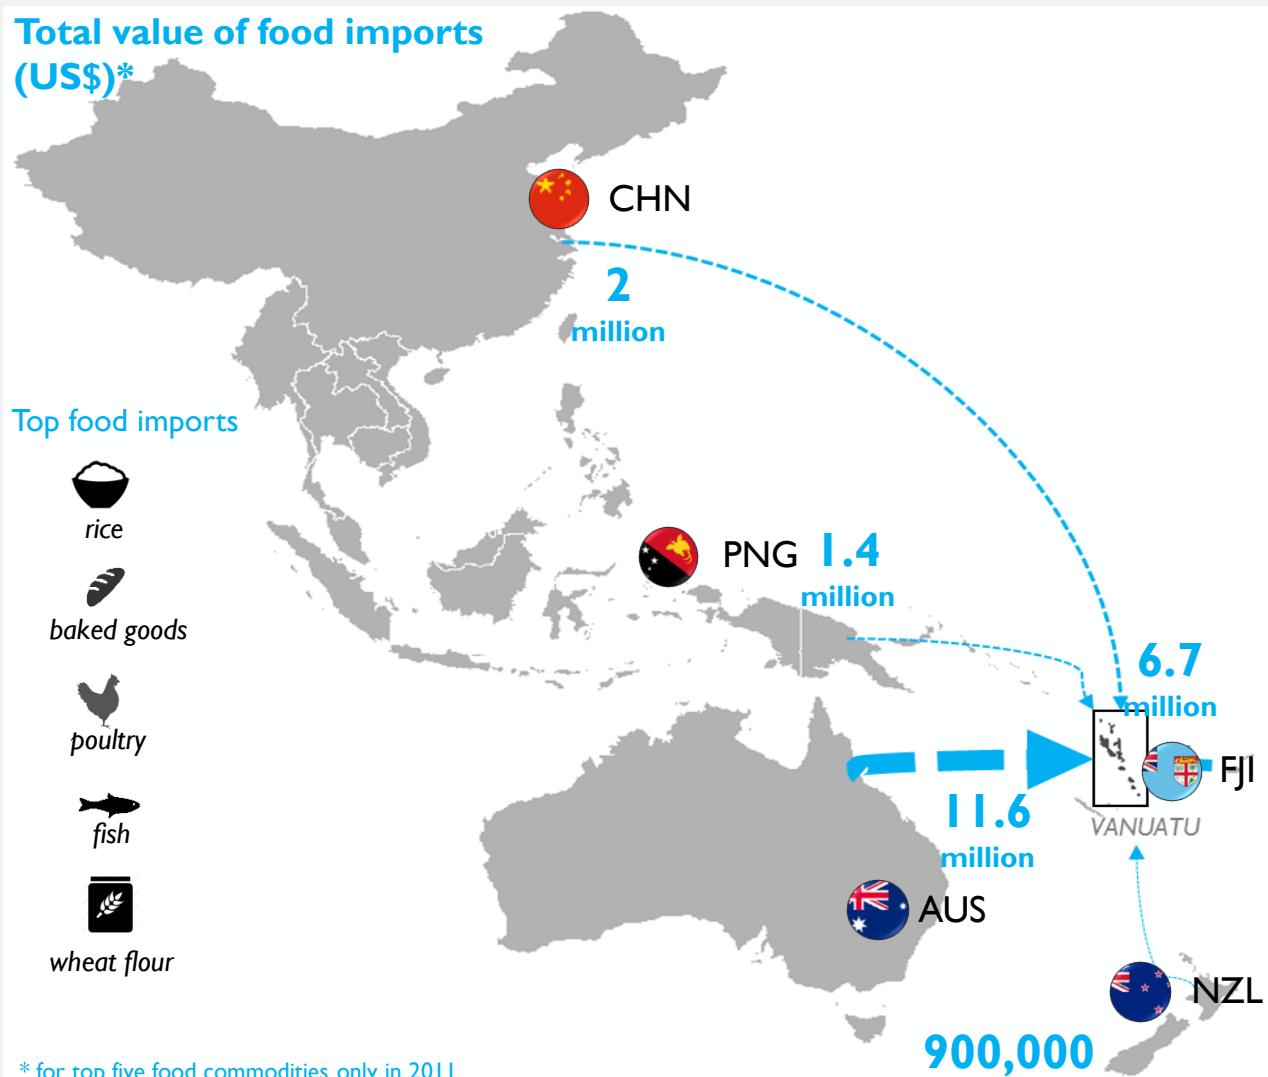 Total value of food imports
(US$)*
CHN
2
million
Top food imports
rice
baked goods
poultry
fish
wheat flour
PNG 1.4
million
6.7
million
FJI
VANUATU
11.6
million
AUS
NZL
900,000
* for top five food commodities only in 2011